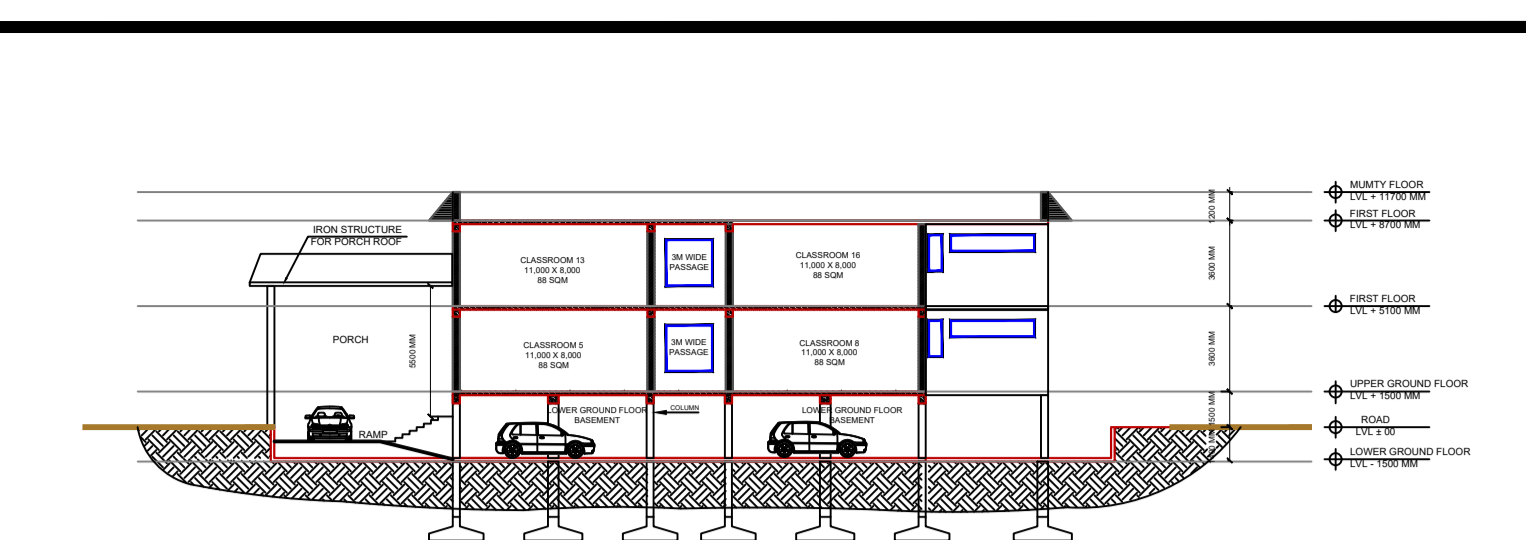 MUMTY FLOOR
LVL + 11700 MM
1200 MM
FIRST FLOOR
LVL + 8700 MM
IRON STRUCTURE
FOR PORCH ROOF
CLASSROOM 13
11,000 X 8,000
88 SQM
3M WIDE
PASSAGE
CLASSROOM 16
11,000 X 8,000
88 SQM
3600 MM
FIRST FLOOR
LVL + 5100 MM
PORCH
5500 MM
CLASSROOM 5
11,000 X 8,000
88 SQM
3M WIDE
PASSAGE
CLASSROOM 8
11,000 X 8,000
88 SQM
3600 MM
UPPER GROUND FLOOR
LVL + 1500 MM
LOWER GROUND FLOOR
BASEMENT
COLUMN
LOWER GROUND FLOOR
BASEMENT
1500 MM
ROAD
LVL ± 00
RAMP
MM
LOWER GROUND FLOOR
LVL - 1500 MM